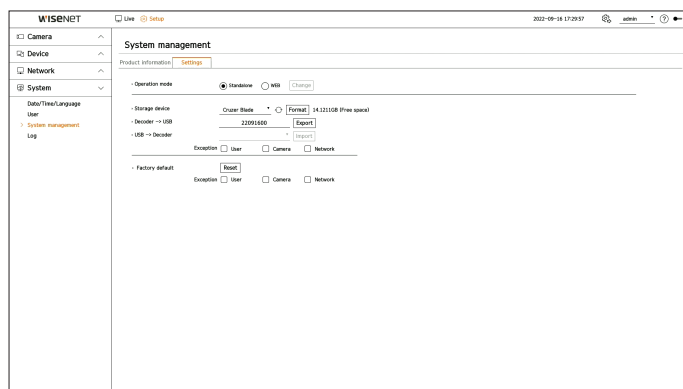 WISENET
Live Setup 2022-09-16 17:29:57 admin
Camera
Device
Network
System
Date/Time/Language
User
System management
Log
System management
Product information Settings
- Operation mode Standalone WEB Change
- Storage device Cruzer Blade Format 14.1211GB (Free space)
- Decoder -> USB 22091600 Export
- USB -> Decoder Import
Exception User Camera Network
- Factory default Reset
Exception User Camera Network